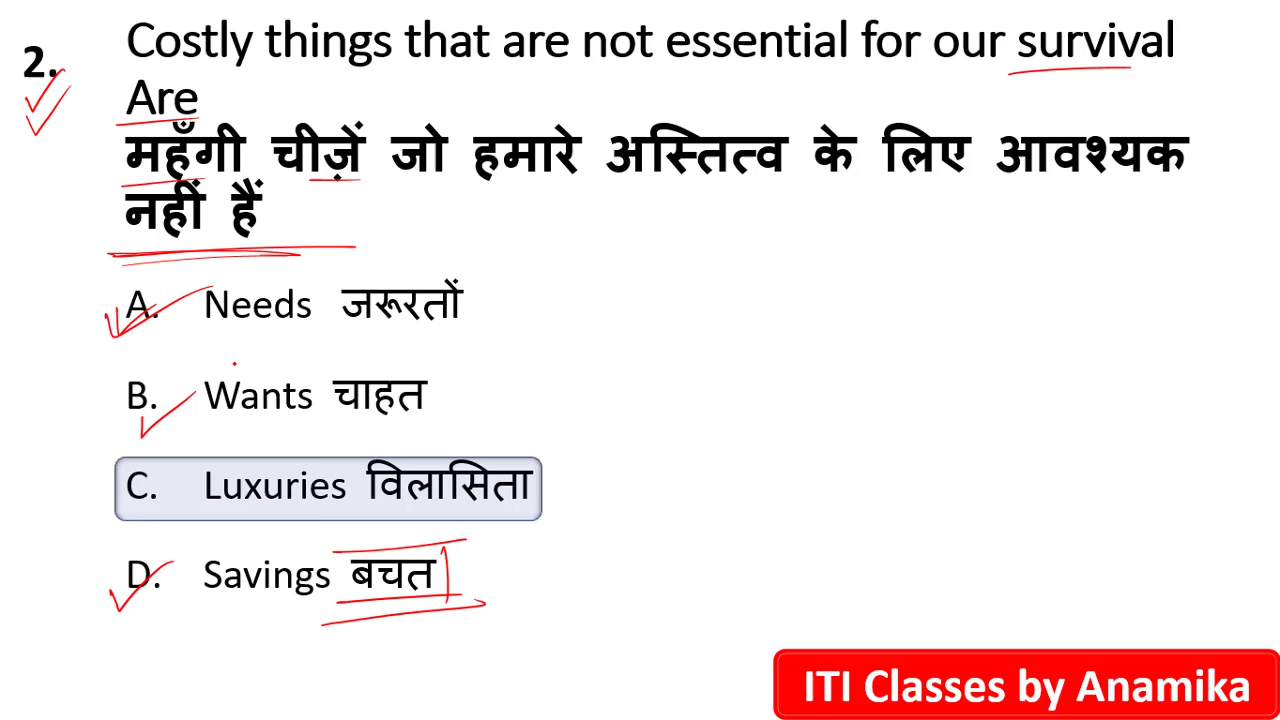 2.
Costly things that are not essential for our survival
Are
महँगी चीज़ें जो हमारे अस्तित्व के लिए आवश्यक
नहीं हैं
A. Needs जरूरतों
B. Wants चाहत
C. Luxuries विलासिता
D. Savings बचत
ITI Classes by Anamika